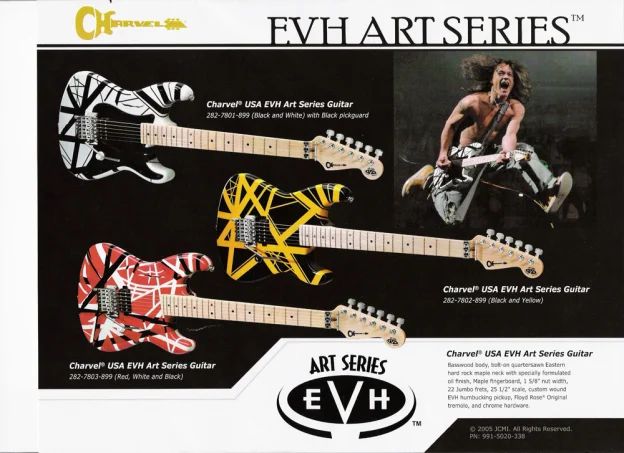 CHARVEL
EVH ART SERIES™
Charvel® USA EVH Art Series Guitar
282-7801-899 (Black and White) with Black pickguard
Charvel® USA EVH Art Series Guitar
282-7802-899 (Black and Yellow)
Charvel® USA EVH Art Series Guitar
282-7803-899 (Red, White and Black)
ART SERIES
EVH
™
Charvel® USA EVH Art Series Guitar
Basswood body, bolt-on quartersawn Eastern
hard rock maple neck with specially formulated
oil finish, Maple fingerboard, 1 5/8" nut width,
22 Jumbo frets, 25 1/2" scale, custom wound
EVH humbucking pickup, Floyd Rose® Original
tremolo, and chrome hardware.
© 2005 JCMI. All Rights Reserved.
PN: 991-5020-338